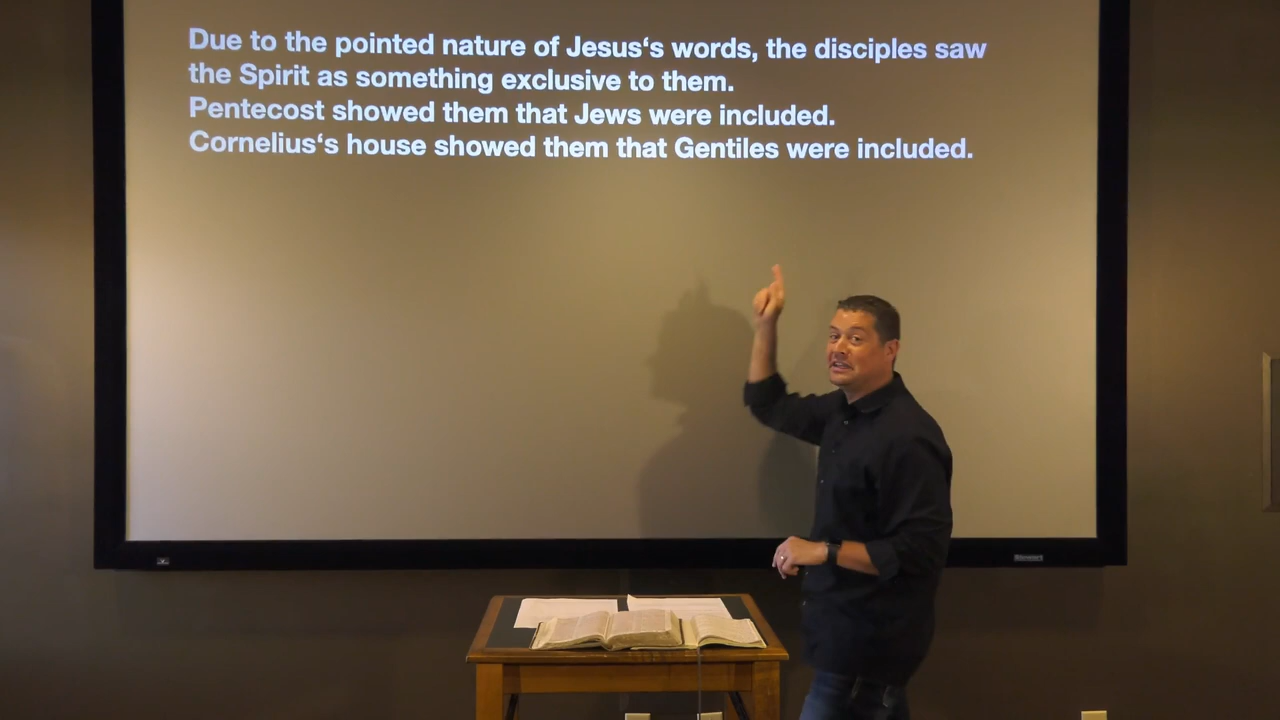 Due to the pointed nature of Jesus‘s words, the disciples saw
the Spirit as something exclusive to them.
Pentecost showed them that Jews were included.
Cornelius‘s house showed them that Gentiles were included.